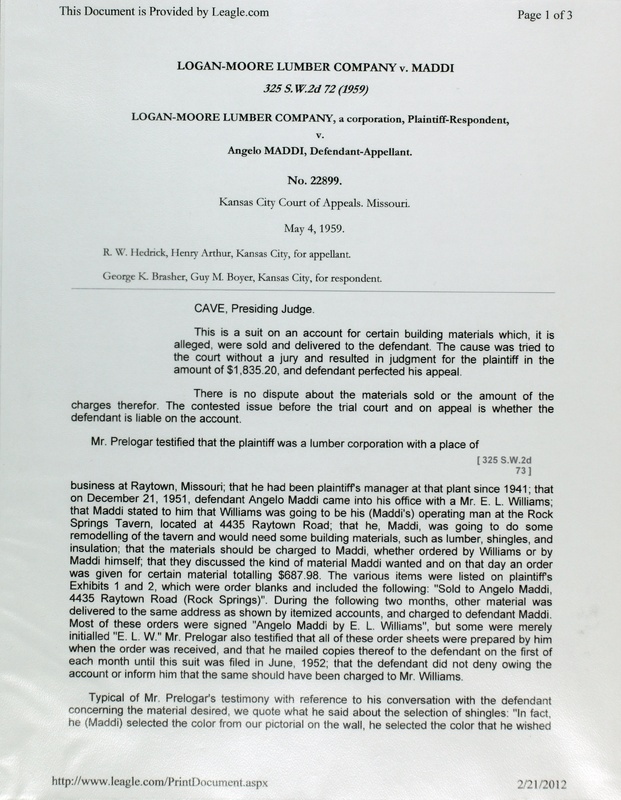 This Document is Provided by Leagle.com
Page 1 of 3
LOGAN-MOORE LUMBER COMPANY v. MADDI
325 S.W.2d 72 (1959)
LOGAN-MOORE LUMBER COMPANY, a corporation, Plaintiff-Respondent,
v.
Angelo MADDI, Defendant-Appellant.
No. 22899.
Kansas City Court of Appeals. Missouri.
May 4, 1959.
R. W. Hedrick, Henry Arthur, Kansas City, for appellant.
George K. Brasher, Guy M. Boyer, Kansas City, for respondent.
CAVE, Presiding Judge.
This is a suit on an account for certain building materials which, it is
alleged, were sold and delivered to the defendant. The cause was tried to
the court without a jury and resulted in judgment for the plaintiff in the
amount of $1,835.20, and defendant perfected his appeal.
There is no dispute about the materials sold or the amount of the
charges therefor. The contested issue before the trial court and on appeal is whether the
defendant is liable on the account.
Mr. Prelogar testified that the plaintiff was a lumber corporation with a place of
[ 325 S.W.2d
73 ]
business at Raytown, Missouri; that he had been plaintiff's manager at that plant since 1941; that
on December 21, 1951, defendant Angelo Maddi came into his office with a Mr. E. L. Williams;
that Maddi stated to him that Williams was going to be his (Maddi's) operating man at the Rock
Springs Tavern, located at 4435 Raytown Road; that he, Maddi, was going to do some
remodelling of the tavern and would need some building materials, such as lumber, shingles, and
insulation; that the materials should be charged to Maddi, whether ordered by Williams or by
Maddi himself; that they discussed the kind of material Maddi wanted and on that day an order
was given for certain material totalling $687.98. The various items were listed on plaintiff's
Exhibits 1 and 2, which were order blanks and included the following: "Sold to Angelo Maddi,
4435 Raytown Road (Rock Springs)". During the following two months, other material was
delivered to the same address as shown by itemized accounts, and charged to defendant Maddi.
Most of these orders were signed "Angelo Maddi by E. L. Williams", but some were merely
initialled "E. L. W." Mr. Prelogar also testified that all of these order sheets were prepared by him
when the order was received, and that he mailed copies thereof to the defendant on the first of
each month until this suit was filed in June, 1952; that the defendant did not deny owing the
account or inform him that the same should have been charged to Mr. Williams.
Typical of Mr. Prelogar's testimony with reference to his conversation with the defendant
concerning the material desired, we quote what he said about the selection of shingles: "In fact,
he (Maddi) selected the color from our pictorial on the wall, he selected the color that he wished
http://www.leagle.com/PrintDocument.aspx
2/21/2012